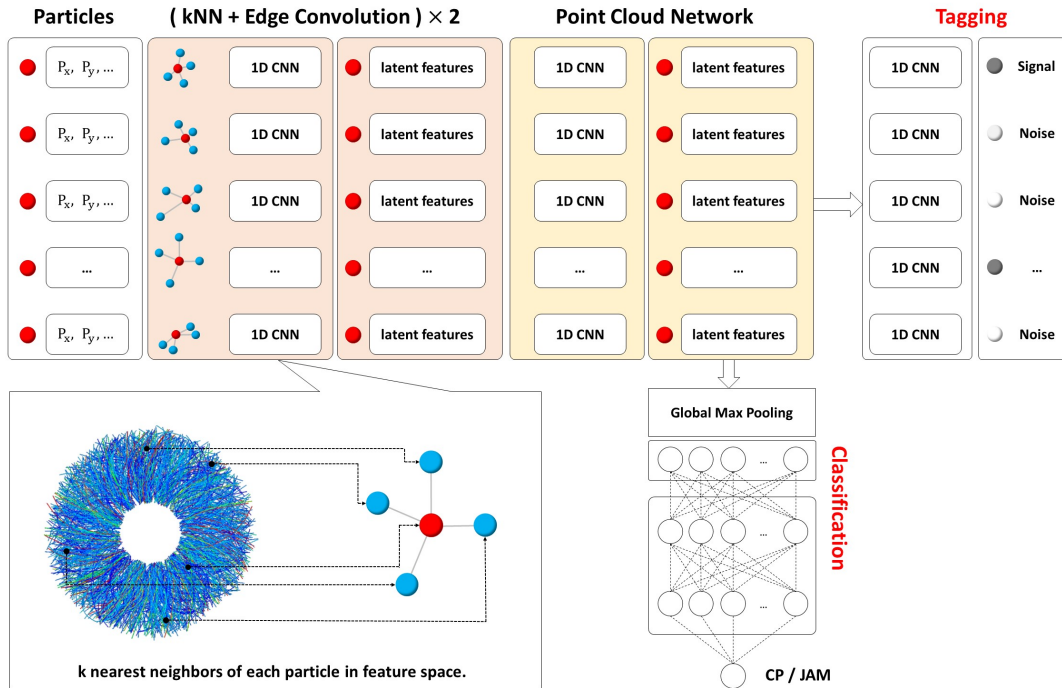 Particles
( kNN + Edge Convolution ) × 2
Point Cloud Network
Tagging
Px, Py, ... 1D CNN latent features 1D CNN latent features 1D CNN Signal
Px, Py, ... 1D CNN latent features 1D CNN latent features 1D CNN Noise
Px, Py, ... 1D CNN latent features 1D CNN latent features 1D CNN Noise
... ... ... ... ... 1D CNN ...
Px, Py, ... 1D CNN latent features 1D CNN latent features 1D CNN Noise
Global Max Pooling
...
...
...
Classification
CP / JAM
k nearest neighbors of each particle in feature space.